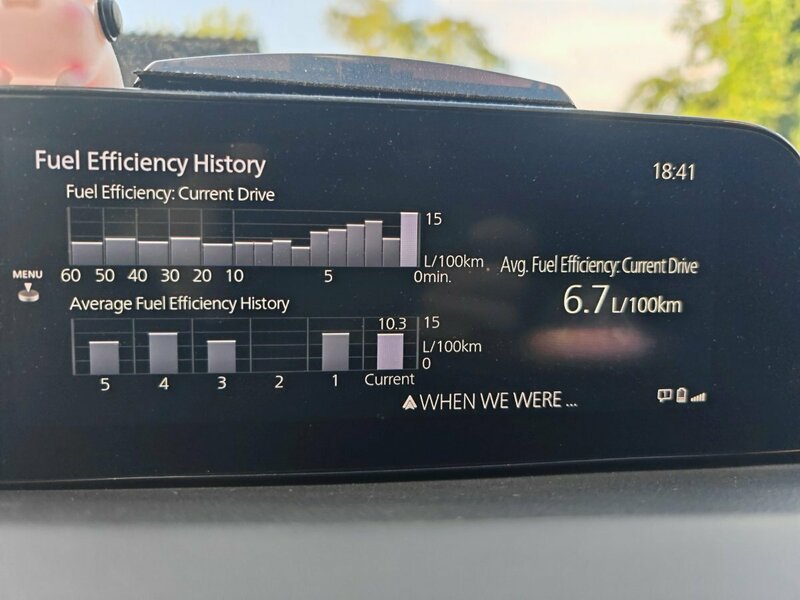 Fuel Efficiency History
18:41
Fuel Efficiency: Current Drive
15
L/100km
60 50 40 30 20 10 5 0min.
MENU
Avg. Fuel Efficiency: Current Drive
6.7 L/100km
Average Fuel Efficiency History
10.3 15
L/100km
0
5 4 3 2 1 Current
WHEN WE WERE ...